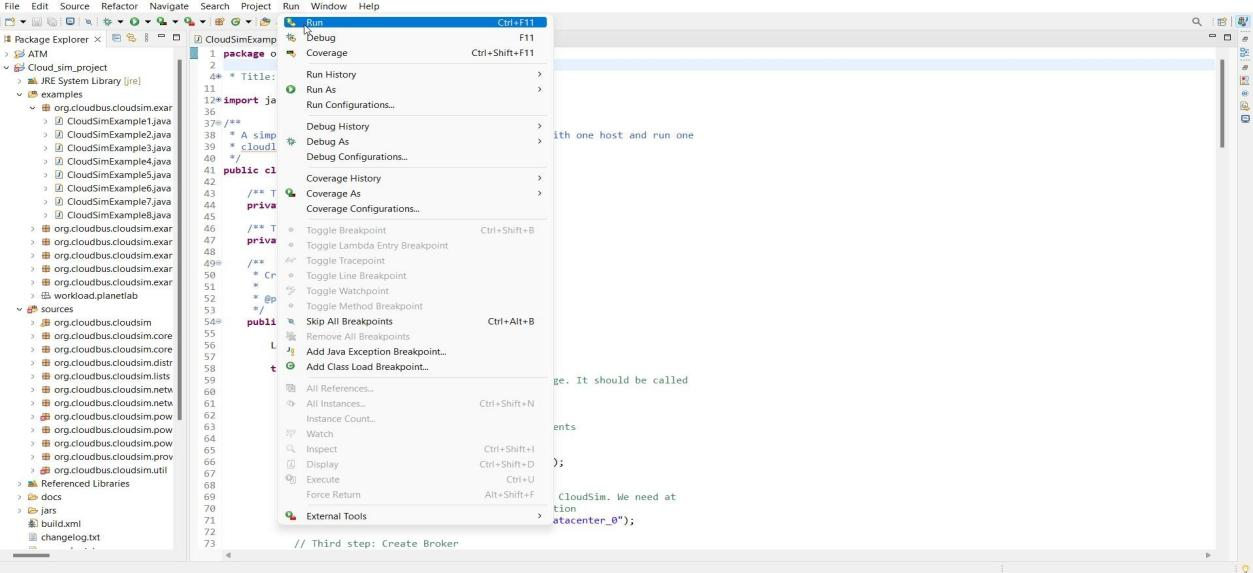 File Edit Source Refactor Navigate Search Project Run Window Help
Package Explorer
ATM
Cloud_sim_project
JRE System Library [jre]
examples
org.cloudbus.cloudsim.exar
CloudSimExample1.java
CloudSimExample2.java
CloudSimExample3.java
CloudSimExample4.java
CloudSimExample5.java
CloudSimExample6.java
CloudSimExample7.java
CloudSimExample8.java
org.cloudbus.cloudsim.exar
org.cloudbus.cloudsim.exar
org.cloudbus.cloudsim.exar
org.cloudbus.cloudsim.exar
org.cloudbus.cloudsim.exar
workload.planetlab
sources
org.cloudbus.cloudsim
org.cloudbus.cloudsim.core
org.cloudbus.cloudsim.core
org.cloudbus.cloudsim.distr
org.cloudbus.cloudsim.lists
org.cloudbus.cloudsim.netw
org.cloudbus.cloudsim.netw
org.cloudbus.cloudsim.pow
org.cloudbus.cloudsim.pow
org.cloudbus.cloudsim.pow
org.cloudbus.cloudsim.prov
org.cloudbus.cloudsim.util
Referenced Libraries
docs
jars
build.xml
changelog.txt
CloudSimExamp
1 package o
2
4 * Title:
11
12 import ja
36
37 /**
38 * A simp ith one host and run one
39 * cloudl
40 */
41 public cl
42
43 /** T
44 priva
45
46 /** T
47 priva
48
49 /**
50 * Cr
51 *
52 * @p
53 */
54 publi
55
56 L
57
58 t
59 ge. It should be called
60
61
62
63 ents
64
65
66 );
67
68
69 CloudSim. We need at
70 tion
71 atacenter_0");
72
73 // Third step: Create Broker
Run Ctrl+F11
Debug F11
Coverage Ctrl+Shift+F11
Run History
Run As
Run Configurations...
Debug History
Debug As
Debug Configurations...
Coverage History
Coverage As
Coverage Configurations...
Toggle Breakpoint Ctrl+Shift+B
Toggle Lambda Entry Breakpoint
Toggle Tracepoint
Toggle Line Breakpoint
Toggle Watchpoint
Toggle Method Breakpoint
Skip All Breakpoints Ctrl+Alt+B
Remove All Breakpoints
Add Java Exception Breakpoint...
Add Class Load Breakpoint...
All References...
All Instances... Ctrl+Shift+N
Instance Count...
Watch
Inspect Ctrl+Shift+I
Display Ctrl+Shift+D
Execute Ctrl+U
Force Return Alt+Shift+F
External Tools